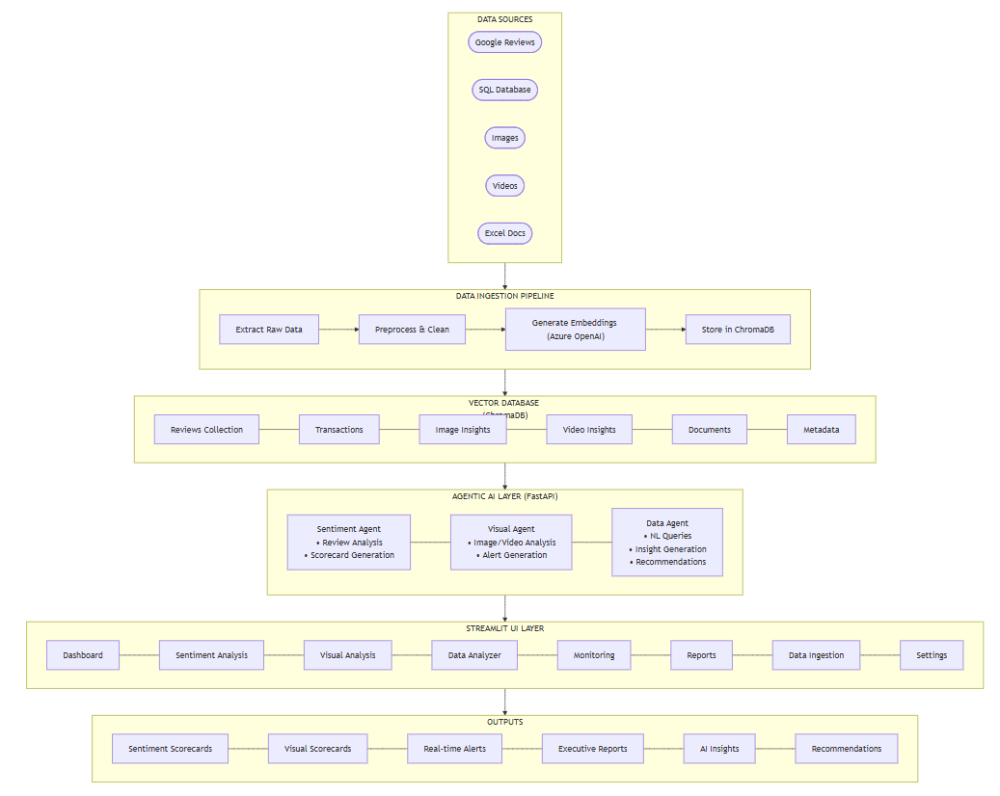 DATA SOURCES
Google Reviews
SQL Database
Images
Videos
Excel Docs
DATA INGESTION PIPELINE
Extract Raw Data
Preprocess & Clean
Generate Embeddings
(Azure OpenAI)
Store in ChromaDB
VECTOR DATABASE
(ChromaDB)
Reviews Collection
Transactions
Image Insights
Video Insights
Documents
Metadata
AGENTIC AI LAYER (FastAPI)
Sentiment Agent
• Review Analysis
• Scorecard Generation
Visual Agent
• Image/Video Analysis
• Alert Generation
Data Agent
• NL Queries
• Insight Generation
• Recommendations
STREAMLIT UI LAYER
Dashboard
Sentiment Analysis
Visual Analysis
Data Analyzer
Monitoring
Reports
Data Ingestion
Settings
OUTPUTS
Sentiment Scorecards
Visual Scorecards
Real-time Alerts
Executive Reports
AI Insights
Recommendations